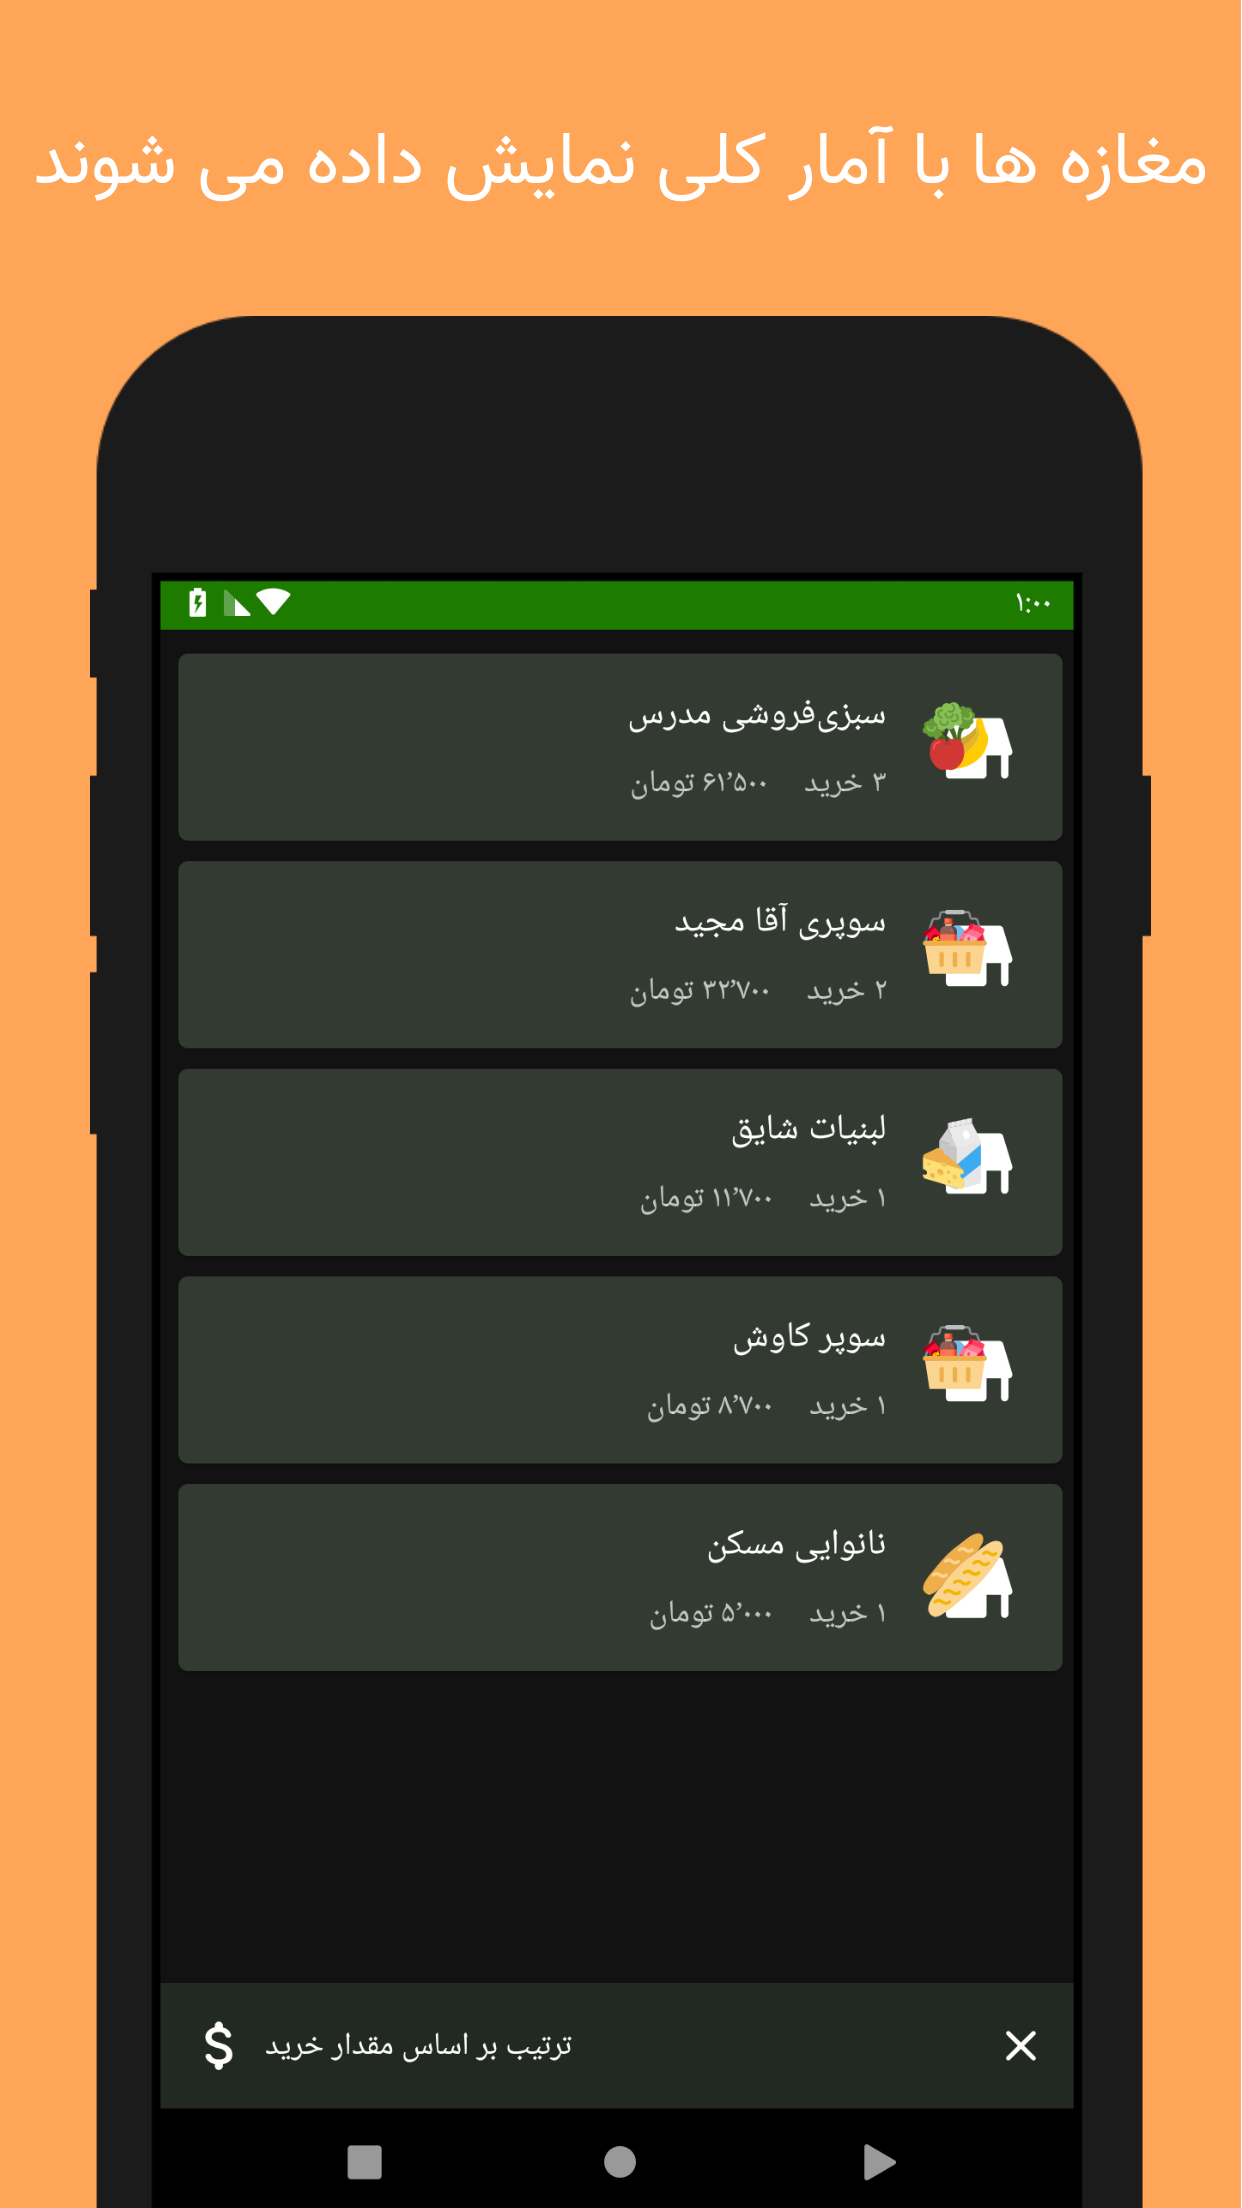 مغازه ها با آمار کلی نمایش داده می شوند
۱:۰۰
سبزی‌فروشی مدرس
۳ خرید ۶۱٬۵۰۰ تومان
سوپری آقا مجید
۲ خرید ۳۲٬۷۰۰ تومان
لبنیات شایق
۱ خرید ۱۱٬۷۰۰ تومان
سوپر کاوش
۱ خرید ۸٬۷۰۰ تومان
نانوایی مسکن
۱ خرید ۵٬۰۰۰ تومان
ترتیب بر اساس مقدار خرید